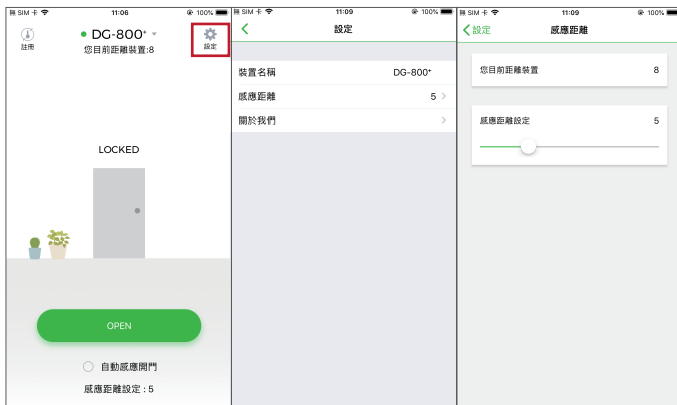 無 SIM 卡 11:06 100%
註冊 DG-800+ 設定
您目前距離裝置:8
LOCKED
OPEN
自動感應開門
感應距離設定 : 5
無 SIM 卡 11:09 100%
設定
裝置名稱 DG-800+
感應距離 5
關於我們
無 SIM 卡 11:09 100%
設定 感應距離
您目前距離裝置 8
感應距離設定 5